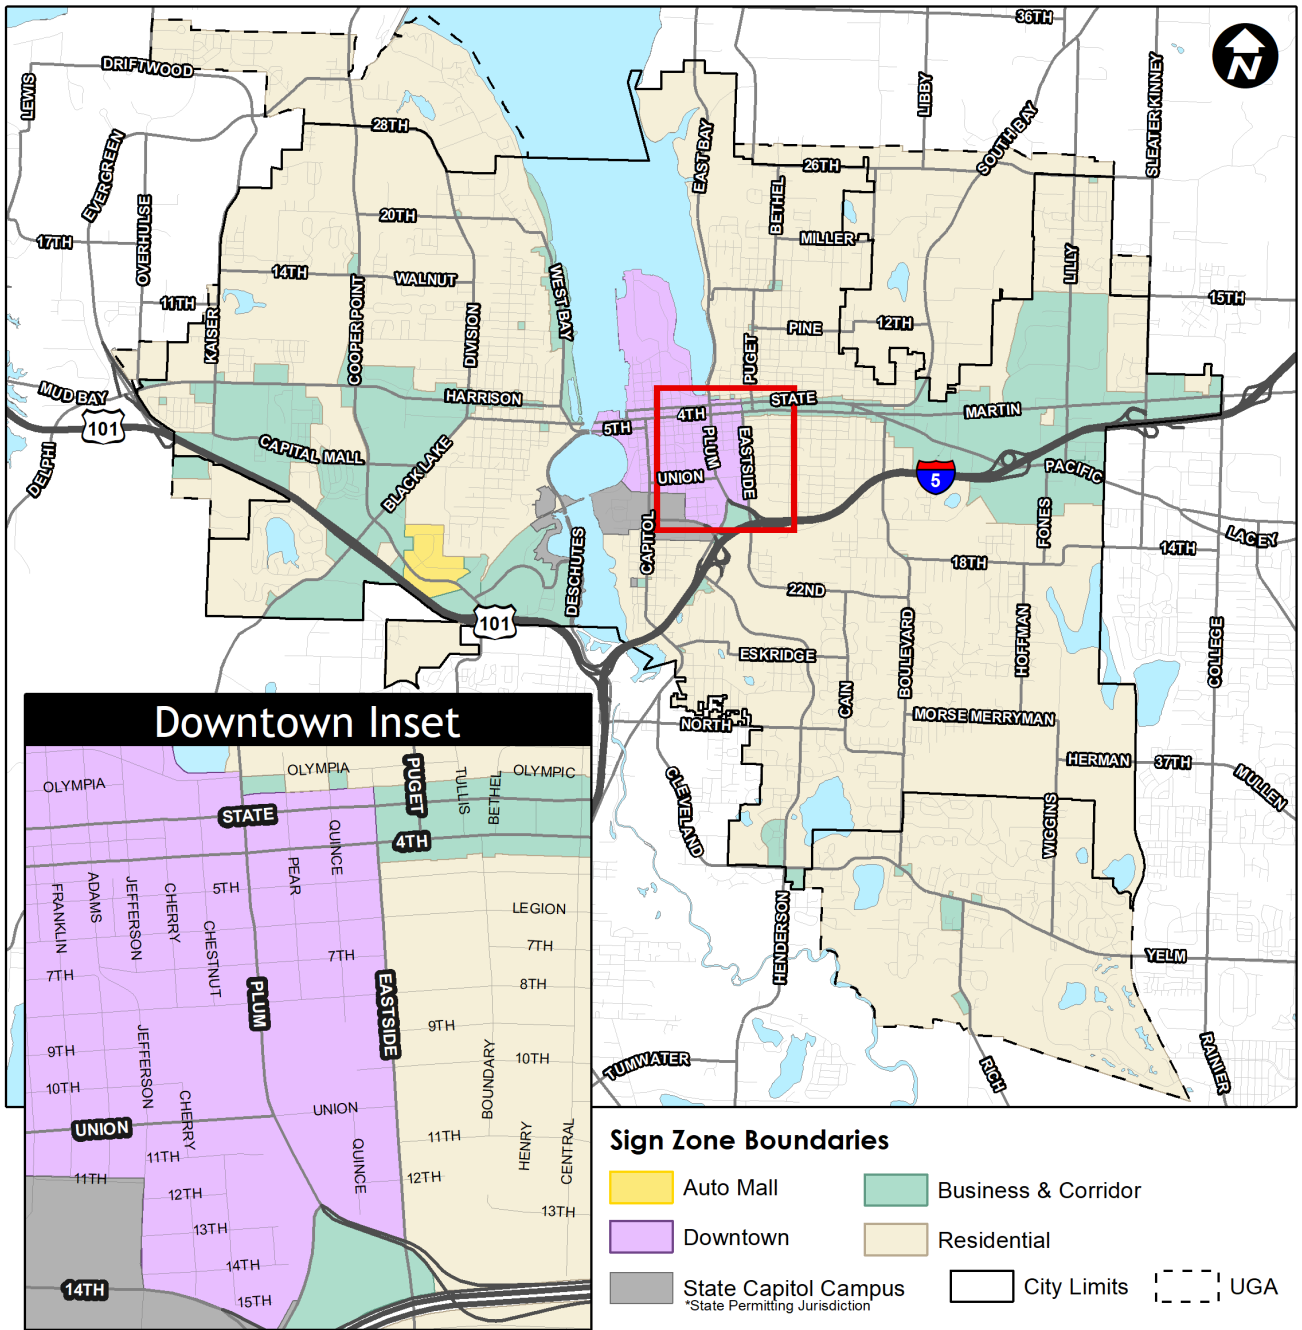 36TH
N
DRIFTWOOD
LEWIS
LIBBY
SLEATER KINNEY
SOUTH BAY
28TH
EVERGREEN
EAST BAY
26TH
OVERHULSE
BETHEL
20TH
17TH
MILLER
LILLY
14TH
WALNUT
COOPER POINT
WEST BAY
11TH
15TH
KAISER
DIVISION
PINE
12TH
PUGET
MUD BAY
HARRISON
STATE
MARTIN
4TH
101
5TH
PLUM
EASTSIDE
CAPITAL MALL
BLACK LAKE
DELPHI
UNION
5
PACIFIC
CAPITOL
FONES
LACEY
14TH
DESCHUTES
18TH
22ND
101
BOULEVARD
HOFFMAN
COLLEGE
ESKRIDGE
CAIN
NORTH
MORSE MERRYMAN
HERMAN
37TH
MULLEN
CLEVELAND
WIGGINS
HENDERSON
YELM
TUMWATER
RICH
RAINIER
Downtown Inset
OLYMPIA
OLYMPIA
PUGET
TULLIS
BETHEL
OLYMPIC
STATE
QUINCE
4TH
PEAR
FRANKLIN
ADAMS
JEFFERSON
CHERRY
5TH
CHESTNUT
LEGION
7TH
7TH
7TH
8TH
PLUM
EASTSIDE
9TH
9TH
JEFFERSON
10TH
BOUNDARY
10TH
CHERRY
UNION
UNION
QUINCE
11TH
HENRY
CENTRAL
11TH
11TH
12TH
12TH
13TH
13TH
14TH
14TH
15TH
Sign Zone Boundaries
Auto Mall
Business & Corridor
Downtown
Residential
State Capitol Campus
*State Permitting Jurisdiction
City Limits
UGA